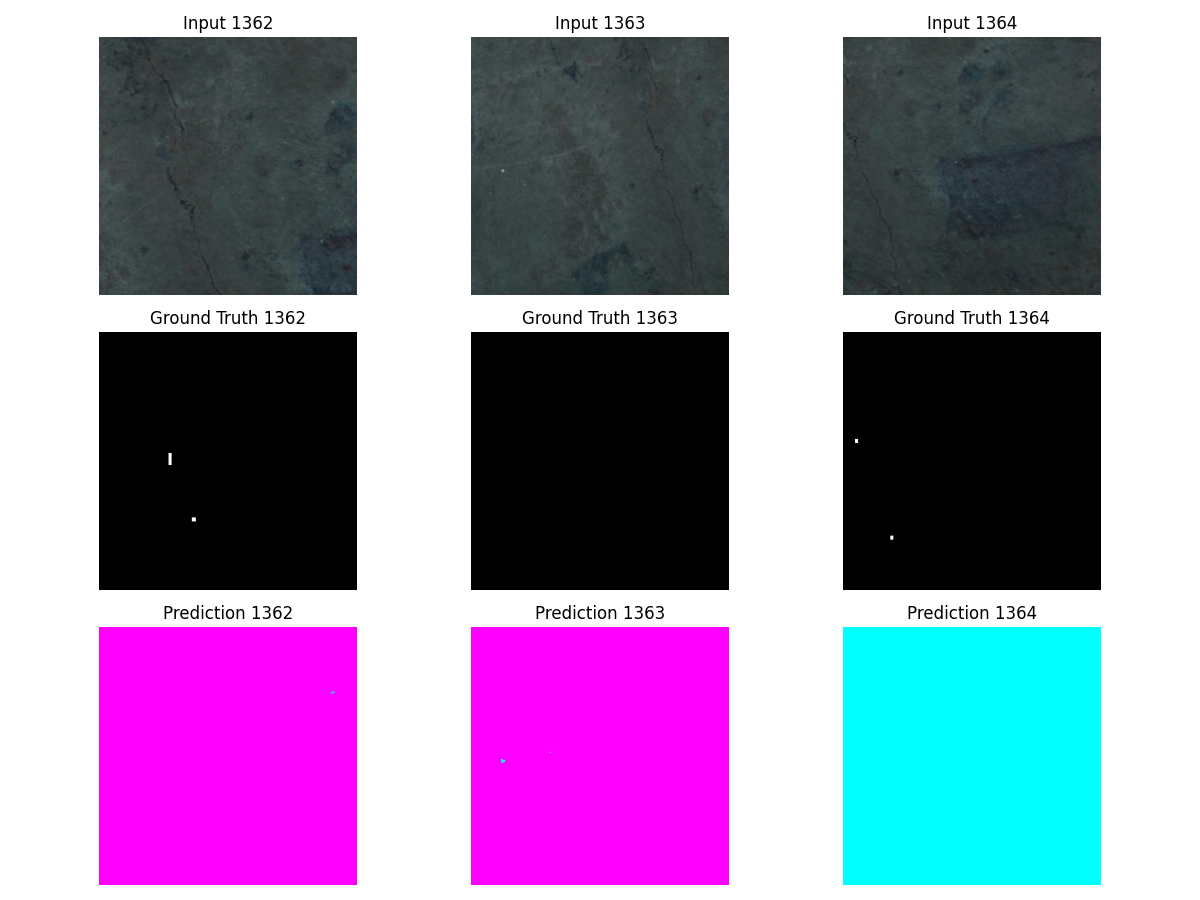 Input 1362
Input 1363
Input 1364
Ground Truth 1362
Ground Truth 1363
Ground Truth 1364
Prediction 1362
Prediction 1363
Prediction 1364